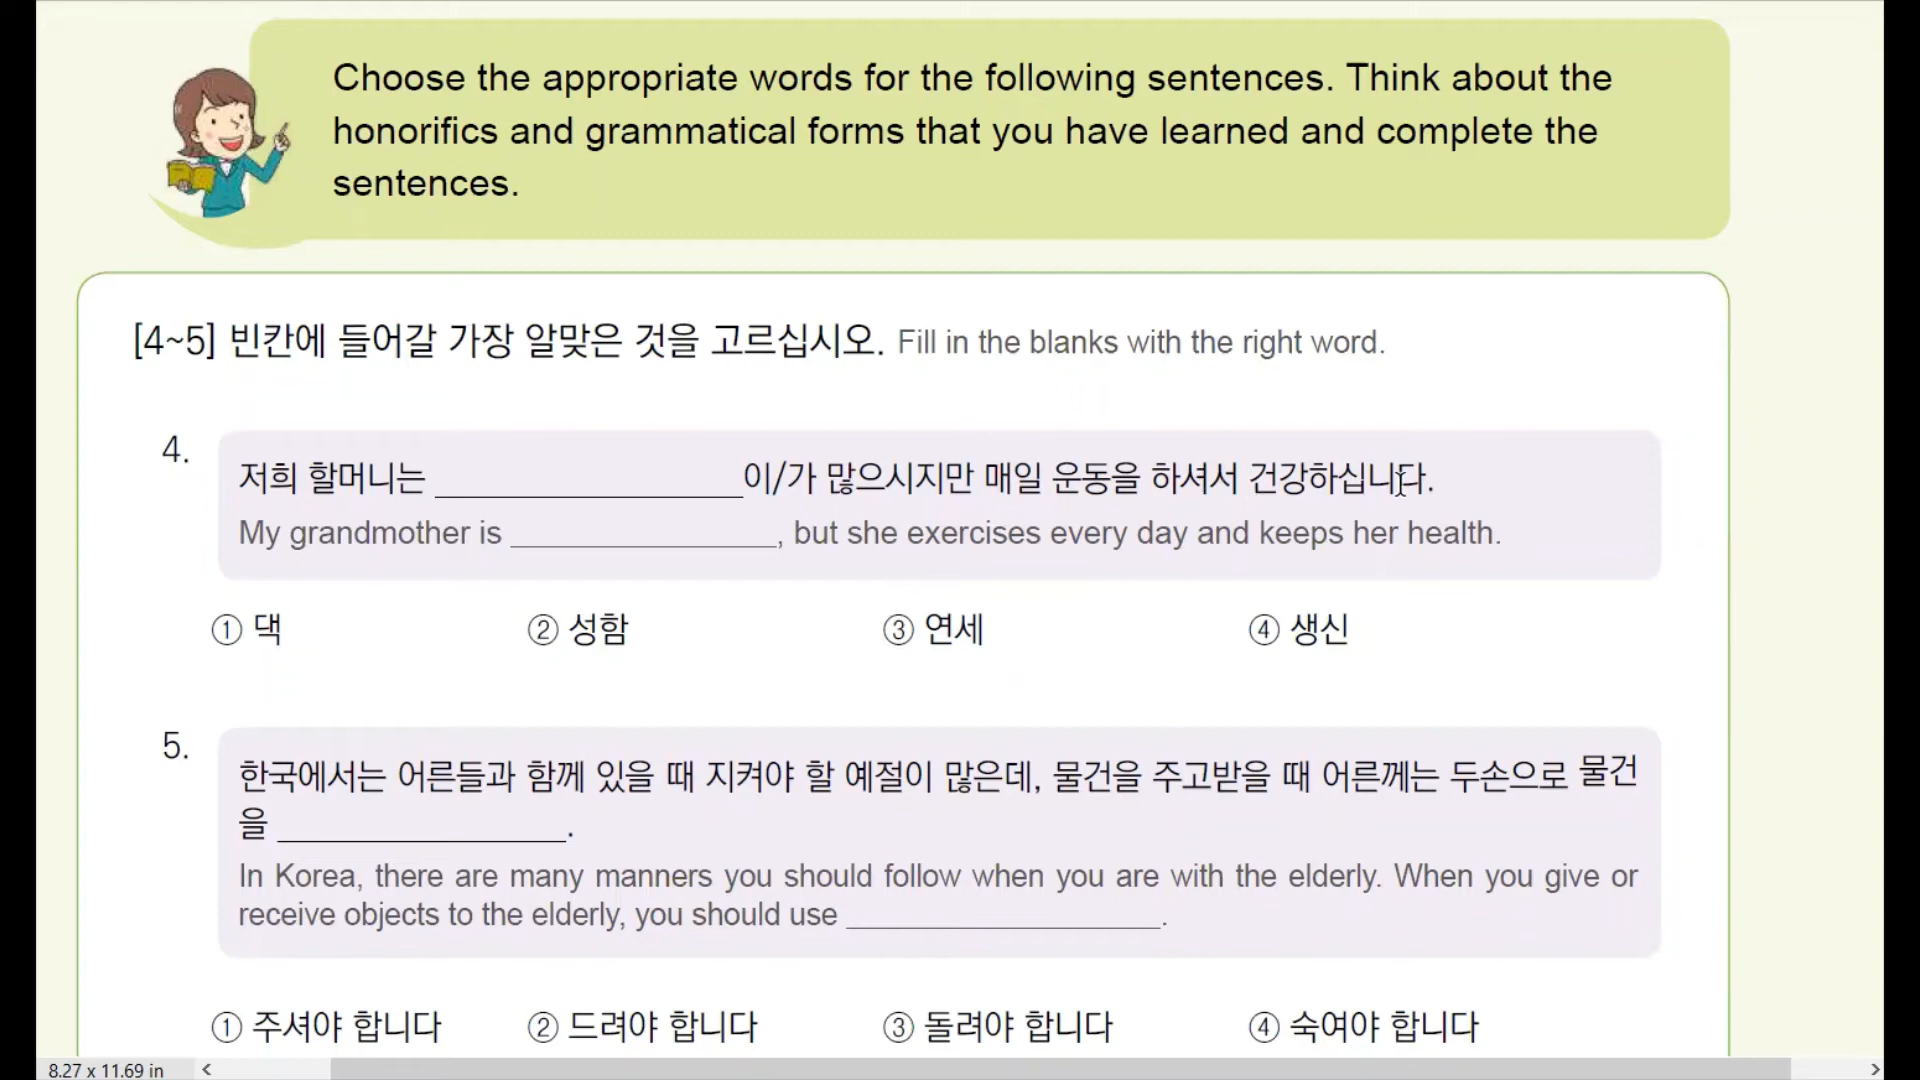 Choose the appropriate words for the following sentences. Think about the
honorifics and grammatical forms that you have learned and complete the
sentences.
[4~5] 빈칸에 들어갈 가장 알맞은 것을 고르십시오. Fill in the blanks with the right word.
4.
저희 할머니는 ________________이/가 많으시지만 매일 운동을 하셔서 건강하십니다.
My grandmother is ________________, but she exercises every day and keeps her health.
① 댁 ② 성함 ③ 연세 ④ 생신
5.
한국에서는 어른들과 함께 있을 때 지켜야 할 예절이 많은데, 물건을 주고받을 때 어른께는 두손으로 물건
을 ________________.
In Korea, there are many manners you should follow when you are with the elderly. When you give or
receive objects to the elderly, you should use ___________________.
① 주셔야 합니다 ② 드려야 합니다 ③ 돌려야 합니다 ④ 숙여야 합니다
8.27 x 11.69 in